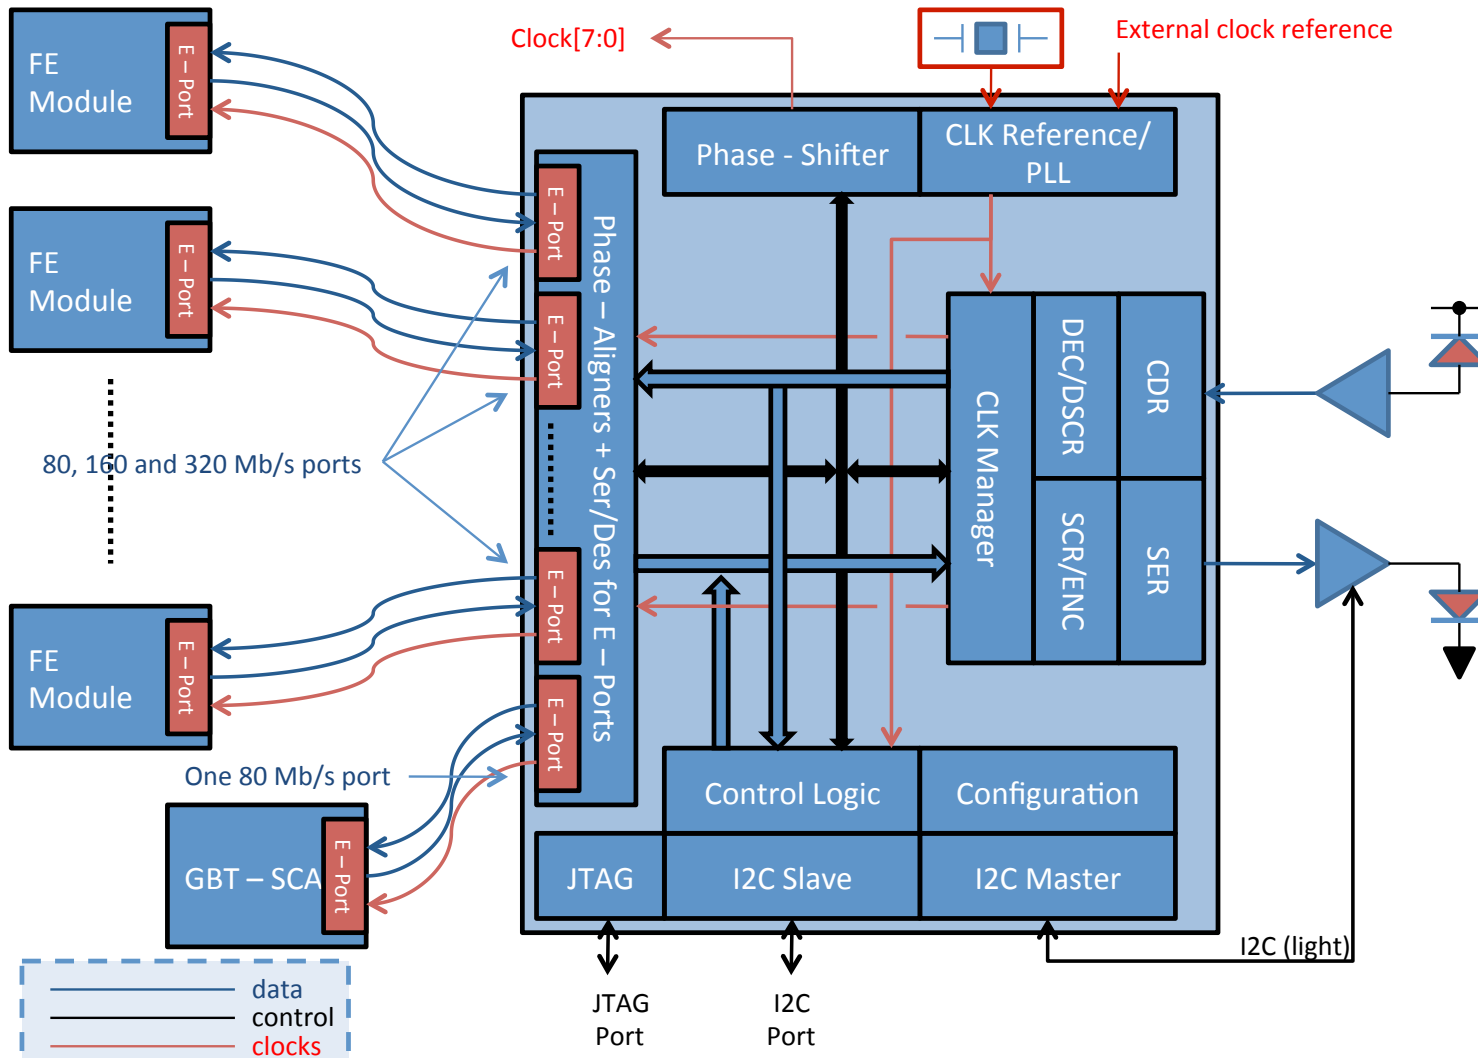 Clock[7:0]
External clock reference
FE
Module
E – Port
Phase - Shifter
CLK Reference/
PLL
FE
Module
E – Port
E – Port
E – Port
Phase – Aligners + Ser/Des for E – Ports
CLK Manager
DEC/DSCR
CDR
80, 160 and 320 Mb/s ports
SCR/ENC
SER
FE
Module
E – Port
E – Port
E – Port
One 80 Mb/s port
Control Logic
Configuration
GBT – SCA
E – Port
JTAG
I2C Slave
I2C Master
I2C (light)
data
control
clocks
JTAG
Port
I2C
Port